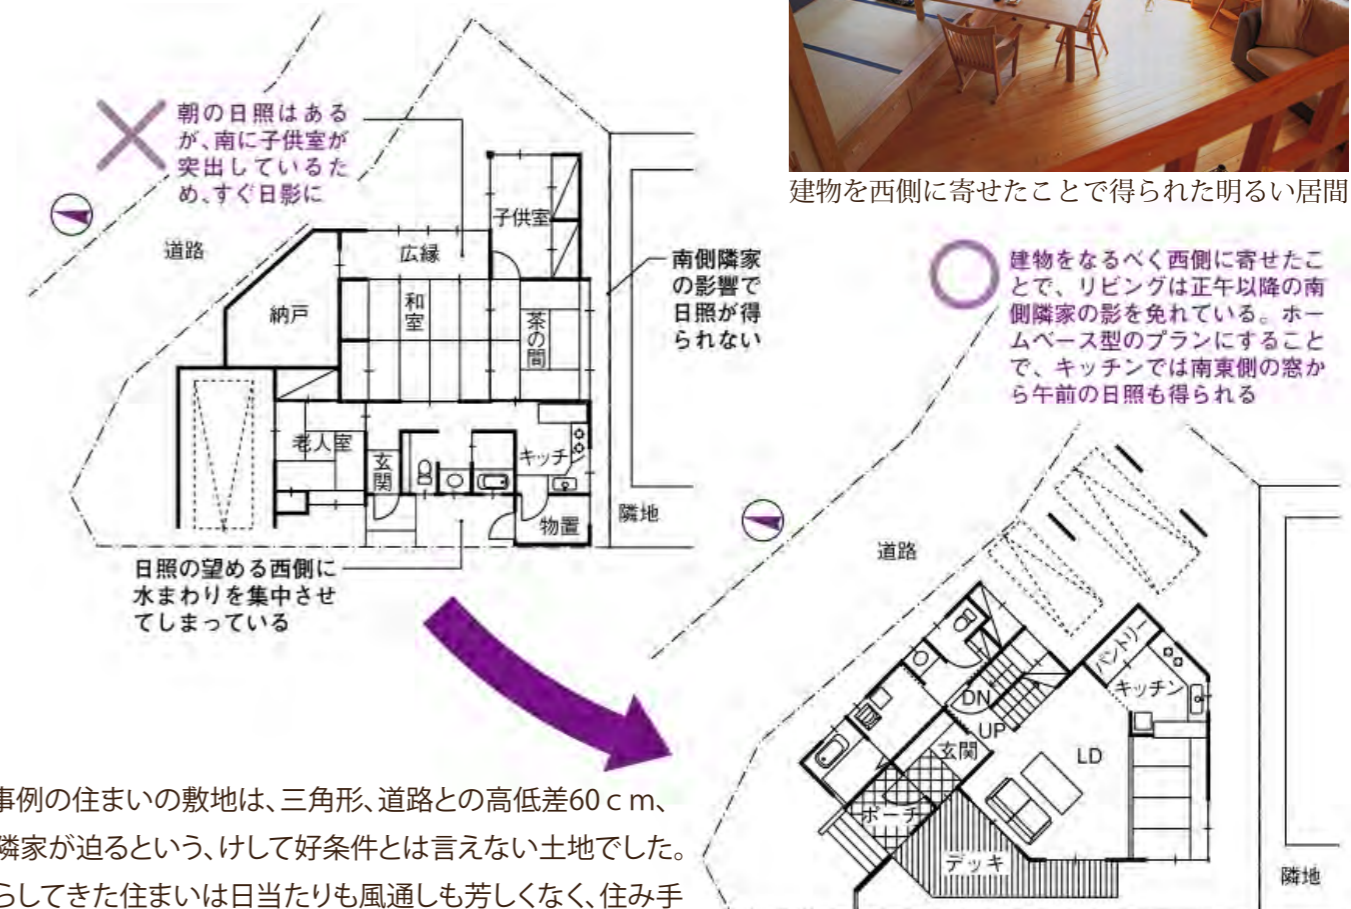 朝の日照はある
が、南に子供室が
突出しているた
め、すぐ日影に
道路
子供室
広縁
和室
茶の間
納戸
老人室
玄関
キッチ
物置
隣地
南側隣家
の影響で
日照が得
られない
日照の望める西側に
水まわりを集中させ
てしまっている
建物を西側に寄せたことで得られた明るい居間
建物をなるべく西側に寄せたこ
とで、リビングは正午以降の南
側隣家の影を免れている。ホー
ムベース型のプランにすること
で、キッチンでは南東側の窓か
ら午前の日照も得られる
道路
パントリー
キッチン
DN
UP
玄関
LD
ポーチ
デッキ
隣地
事例の住まいの敷地は、三角形、道路との高低差60ｃｍ、
隣家が迫るという、けして好条件とは言えない土地でした。
らしてきた住まいは日当たりも風通しも芳しくなく、住み手